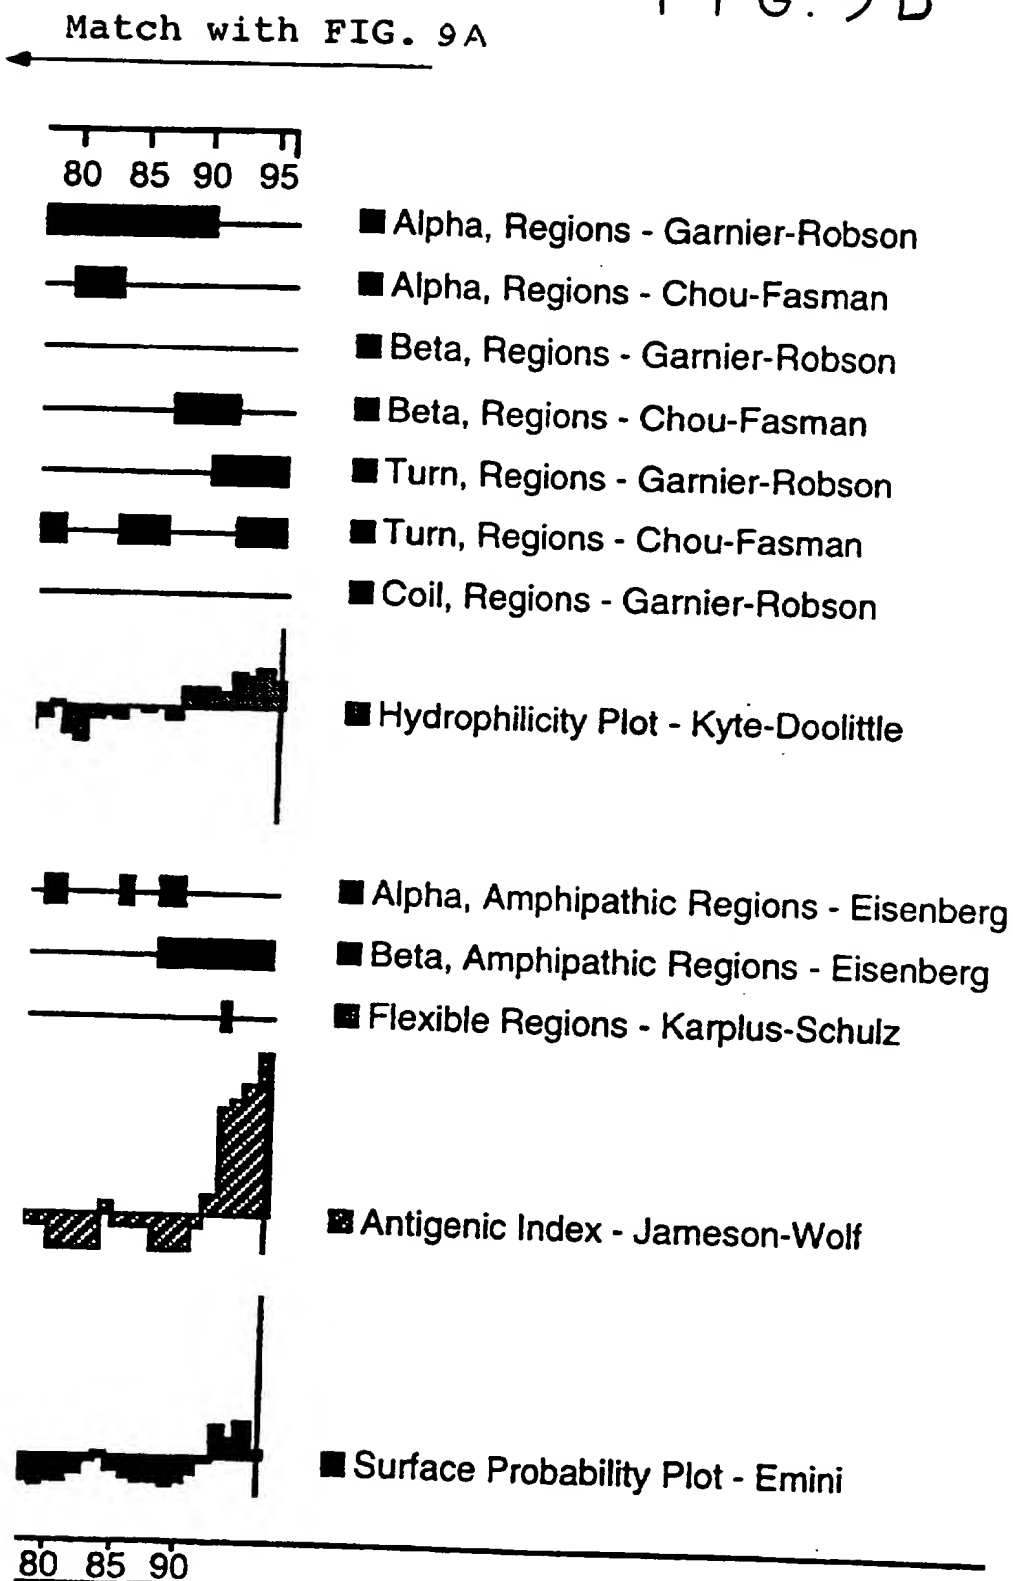 FIG. 9B
Match with FIG. 9A
80 85 90 95
Alpha, Regions - Garnier-Robson
Alpha, Regions - Chou-Fasman
Beta, Regions - Garnier-Robson
Beta, Regions - Chou-Fasman
Turn, Regions - Garnier-Robson
Turn, Regions - Chou-Fasman
Coil, Regions - Garnier-Robson
Hydrophilicity Plot - Kyte-Doolittle
Alpha, Amphipathic Regions - Eisenberg
Beta, Amphipathic Regions - Eisenberg
Flexible Regions - Karplus-Schulz
Antigenic Index - Jameson-Wolf
Surface Probability Plot - Emini
80 85 90